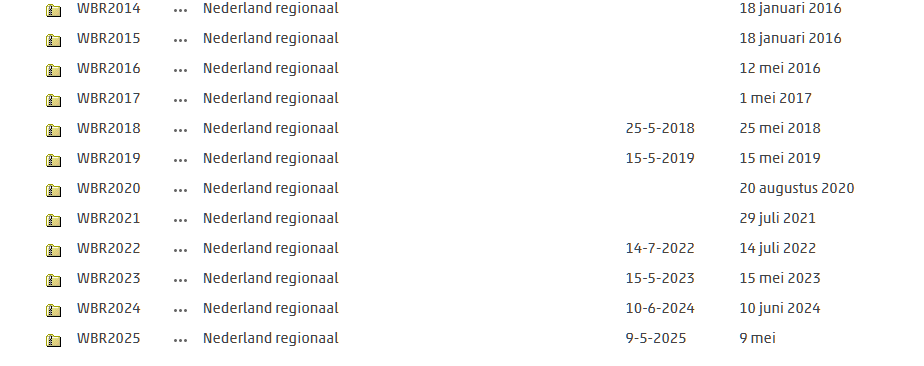 WBR2014 ... Nederland regionaal 18 januari 2016
WBR2015 ... Nederland regionaal 18 januari 2016
WBR2016 ... Nederland regionaal 12 mei 2016
WBR2017 ... Nederland regionaal 1 mei 2017
WBR2018 ... Nederland regionaal 25-5-2018 25 mei 2018
WBR2019 ... Nederland regionaal 15-5-2019 15 mei 2019
WBR2020 ... Nederland regionaal 20 augustus 2020
WBR2021 ... Nederland regionaal 29 juli 2021
WBR2022 ... Nederland regionaal 14-7-2022 14 juli 2022
WBR2023 ... Nederland regionaal 15-5-2023 15 mei 2023
WBR2024 ... Nederland regionaal 10-6-2024 10 juni 2024
WBR2025 ... Nederland regionaal 9-5-2025 9 mei